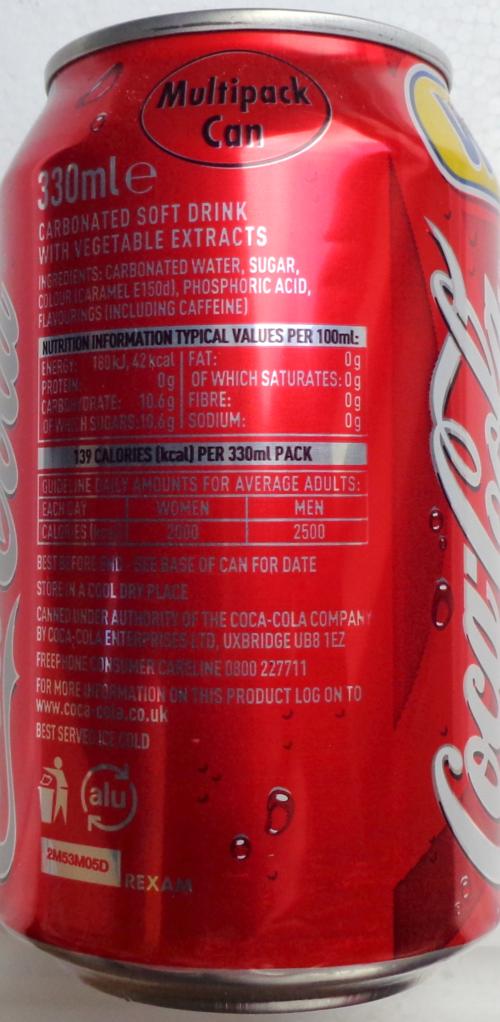 Multipack
Can
330ml e
CARBONATED SOFT DRINK
WITH VEGETABLE EXTRACTS
INGREDIENTS: CARBONATED WATER, SUGAR,
COLOUR (CARAMEL E150d), PHOSPHORIC ACID,
FLAVOURINGS (INCLUDING CAFFEINE)
NUTRITION INFORMATION TYPICAL VALUES PER 100ml:
ENERGY: 180kJ, 42kcal FAT: 0g
PROTEIN: 0g OF WHICH SATURATES: 0g
CARBOHYDRATE: 10.6g FIBRE: 0g
OF WHICH SUGARS: 10.6g SODIUM: 0g
139 CALORIES (kcal) PER 330ml PACK
GUIDELINE DAILY AMOUNTS FOR AVERAGE ADULTS:
EACH DAY WOMEN MEN
CALORIES (kcal) 2000 2500
BEST BEFORE END - SEE BASE OF CAN FOR DATE
STORE IN A COOL DRY PLACE
CANNED UNDER AUTHORITY OF THE COCA-COLA COMPANY
BY COCA-COLA ENTERPRISES LTD, UXBRIDGE UB8 1EZ
FREEPHONE CONSUMER CARELINE 0800 227711
FOR MORE INFORMATION ON THIS PRODUCT LOG ON TO
www.coca-cola.co.uk
BEST SERVED ICE COLD
alu
2M53M05D
REXAM
Coca-Cola